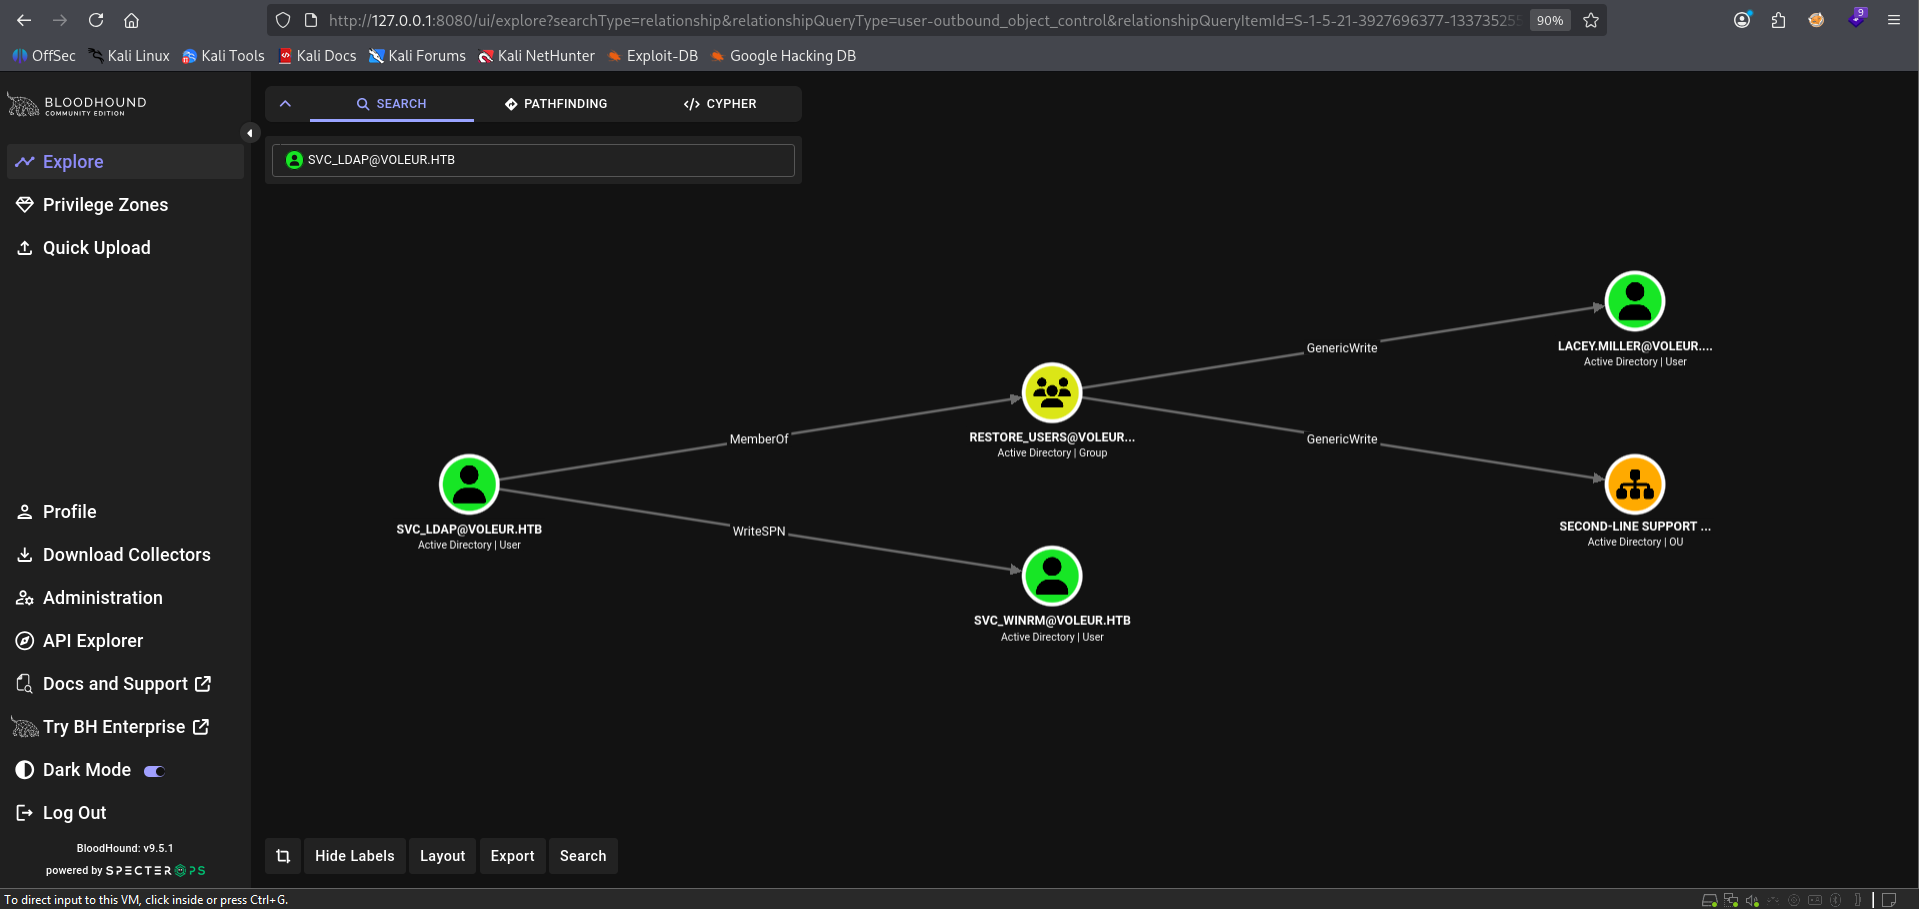 http://127.0.0.1:8080/ui/explore?searchType=relationship&relationshipQueryType=user-outbound_object_control&relationshipQueryItemId=S-1-5-21-3927696377-133735255
90%
9
OffSec Kali Linux Kali Tools Kali Docs Kali Forums Kali NetHunter Exploit-DB Google Hacking DB
BLOODHOUND
COMMUNITY EDITION
SEARCH PATHFINDING </> CYPHER
SVC_LDAP@VOLEUR.HTB
Explore
Privilege Zones
Quick Upload
LACEY.MILLER@VOLEUR....
Active Directory | User
GenericWrite
RESTORE_USERS@VOLEUR...
Active Directory | Group
MemberOf
GenericWrite
SECOND-LINE SUPPORT ...
Active Directory | OU
SVC_LDAP@VOLEUR.HTB
Active Directory | User
WriteSPN
SVC_WINRM@VOLEUR.HTB
Active Directory | User
Profile
Download Collectors
Administration
API Explorer
Docs and Support
Try BH Enterprise
Dark Mode
Log Out
BloodHound: v9.5.1
powered by SPECTEROPS
Hide Labels Layout Export Search
To direct input to this VM, click inside or press Ctrl+G.